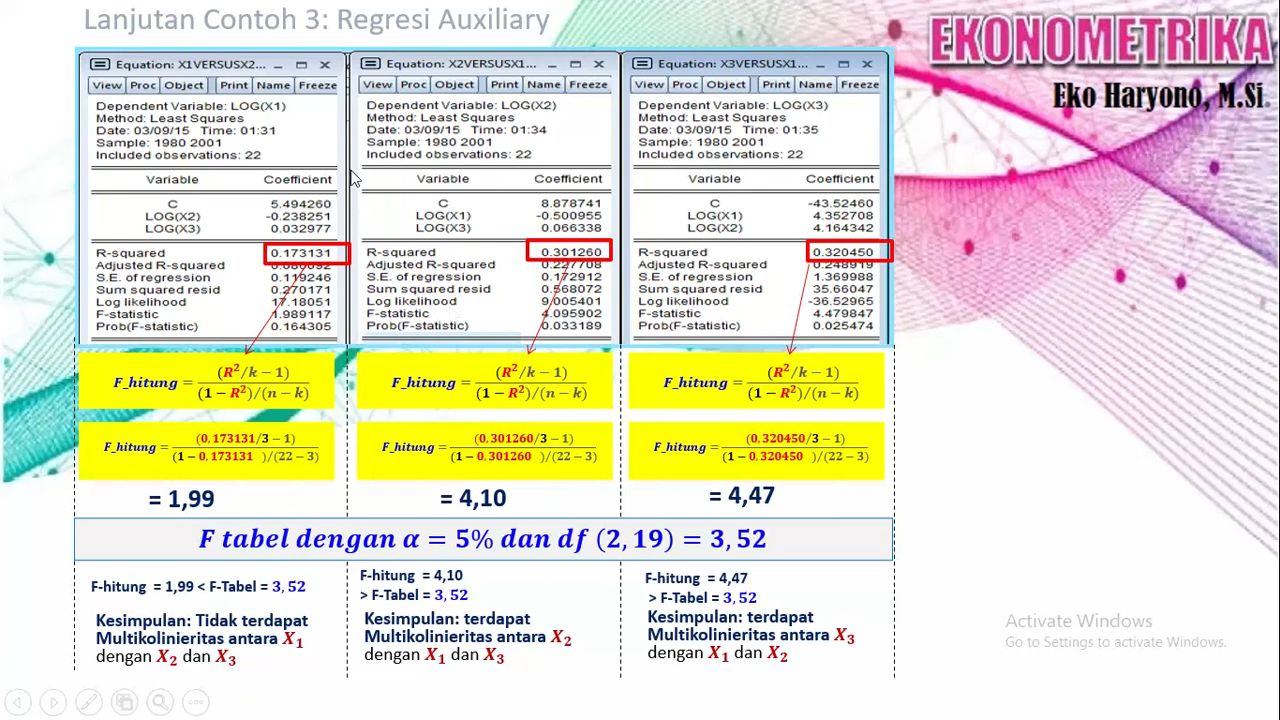 Lanjutan Contoh 3: Regresi Auxiliary
EKONOMETRIKA
Eko Haryono, M.Si.
Equation: X1VERSUSX2...
View Proc Object Print Name Freeze
Dependent Variable: LOG(X1)
Method: Least Squares
Date: 03/09/15 Time: 01:31
Sample: 1980 2001
Included observations: 22
Variable Coefficient
C 5.494260
LOG(X2) -0.238251
LOG(X3) 0.032977
R-squared 0.173131
Adjusted R-squared
S.E. of regression 0.119246
Sum squared resid 0.270171
Log likelihood 17.18051
F-statistic 1.989117
Prob(F-statistic) 0.164305
F_hitung = (R²/k − 1) / (1 − R²)/(n − k)
F_hitung = (0,173131/3 − 1) / (1 − 0,173131 )/(22 − 3)
= 1,99
Equation: X2VERSUSX1...
View Proc Object Print Name Freeze
Dependent Variable: LOG(X2)
Method: Least Squares
Date: 03/09/15 Time: 01:34
Sample: 1980 2001
Included observations: 22
Variable Coefficient
C 8.878741
LOG(X1) -0.500955
LOG(X3) 0.066338
R-squared 0.301260
Adjusted R-squared 0.227708
S.E. of regression 0.172912
Sum squared resid 0.568072
Log likelihood 9.005401
F-statistic 4.095902
Prob(F-statistic) 0.033189
F_hitung = (R²/k − 1) / (1 − R²)/(n − k)
F_hitung = (0,301260/3 − 1) / (1 − 0,301260 )/(22 − 3)
= 4,10
Equation: X3VERSUSX1...
View Proc Object Print Name Freeze
Dependent Variable: LOG(X3)
Method: Least Squares
Date: 03/09/15 Time: 01:35
Sample: 1980 2001
Included observations: 22
Variable Coefficient
C -43.52460
LOG(X1) 4.352708
LOG(X2) 4.164342
R-squared 0.320450
Adjusted R-squared 0.248919
S.E. of regression 1.369988
Sum squared resid 35.66047
Log likelihood -36.52965
F-statistic 4.479847
Prob(F-statistic) 0.025474
F_hitung = (R²/k − 1) / (1 − R²)/(n − k)
F_hitung = (0,320450/3 − 1) / (1 − 0,320450 )/(22 − 3)
= 4,47
F tabel dengan α = 5% dan df (2, 19) = 3, 52
F-hitung = 1,99 < F-Tabel = 3,52
Kesimpulan: Tidak terdapat
Multikolinieritas antara X₁
dengan X₂ dan X₃
F-hitung = 4,10
> F-Tabel = 3,52
Kesimpulan: terdapat
Multikolinieritas antara X₂
dengan X₁ dan X₃
F-hitung = 4,47
> F-Tabel = 3,52
Kesimpulan: terdapat
Multikolinieritas antara X₃
dengan X₁ dan X₂
Activate Windows
Go to Settings to activate Windows.